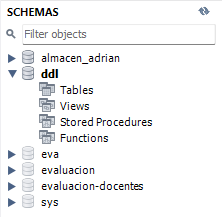 SCHEMAS
Filter objects
almacen_adrian
ddl
Tables
Views
Stored Procedures
Functions
eva
evaluacion
evaluacion-docentes
sys